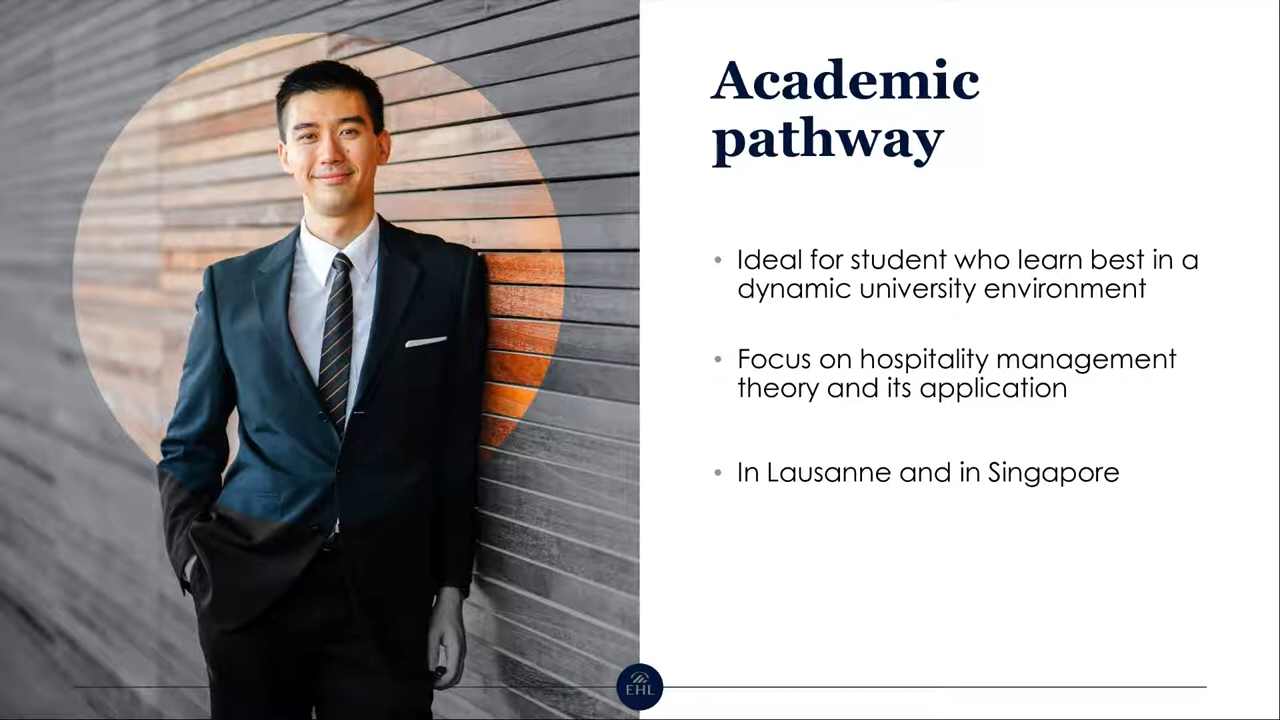 Academic
pathway
• Ideal for student who learn best in a
dynamic university environment
• Focus on hospitality management
theory and its application
• In Lausanne and in Singapore
EHL